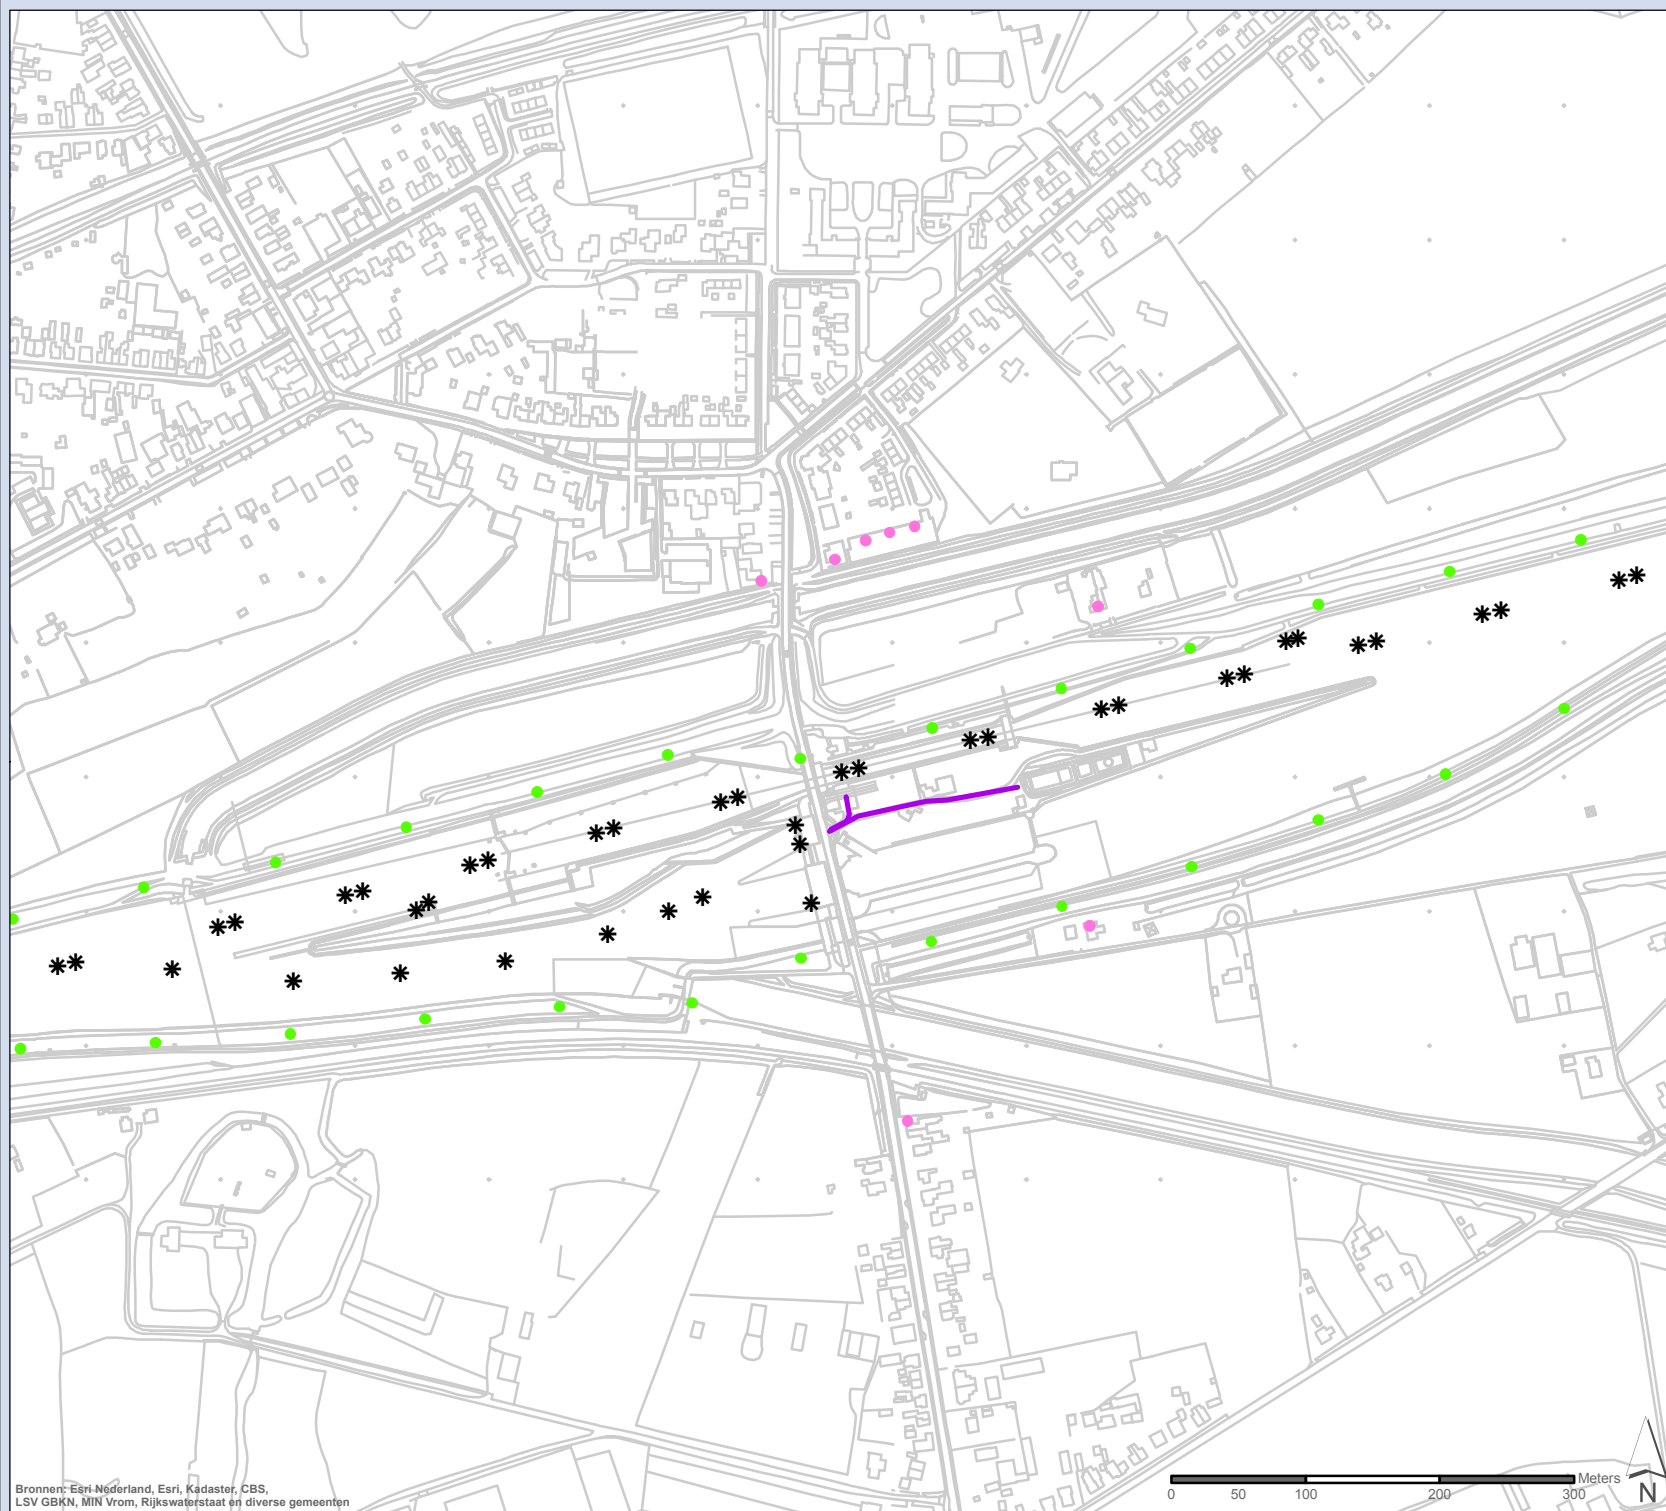 Bronnen: Esri Nederland, Esri, Kadaster, CBS,
LSV GBKN, MIN Vrom, Rijkswaterstaat en diverse gemeenten
Meters
0 50 100 200 300
N